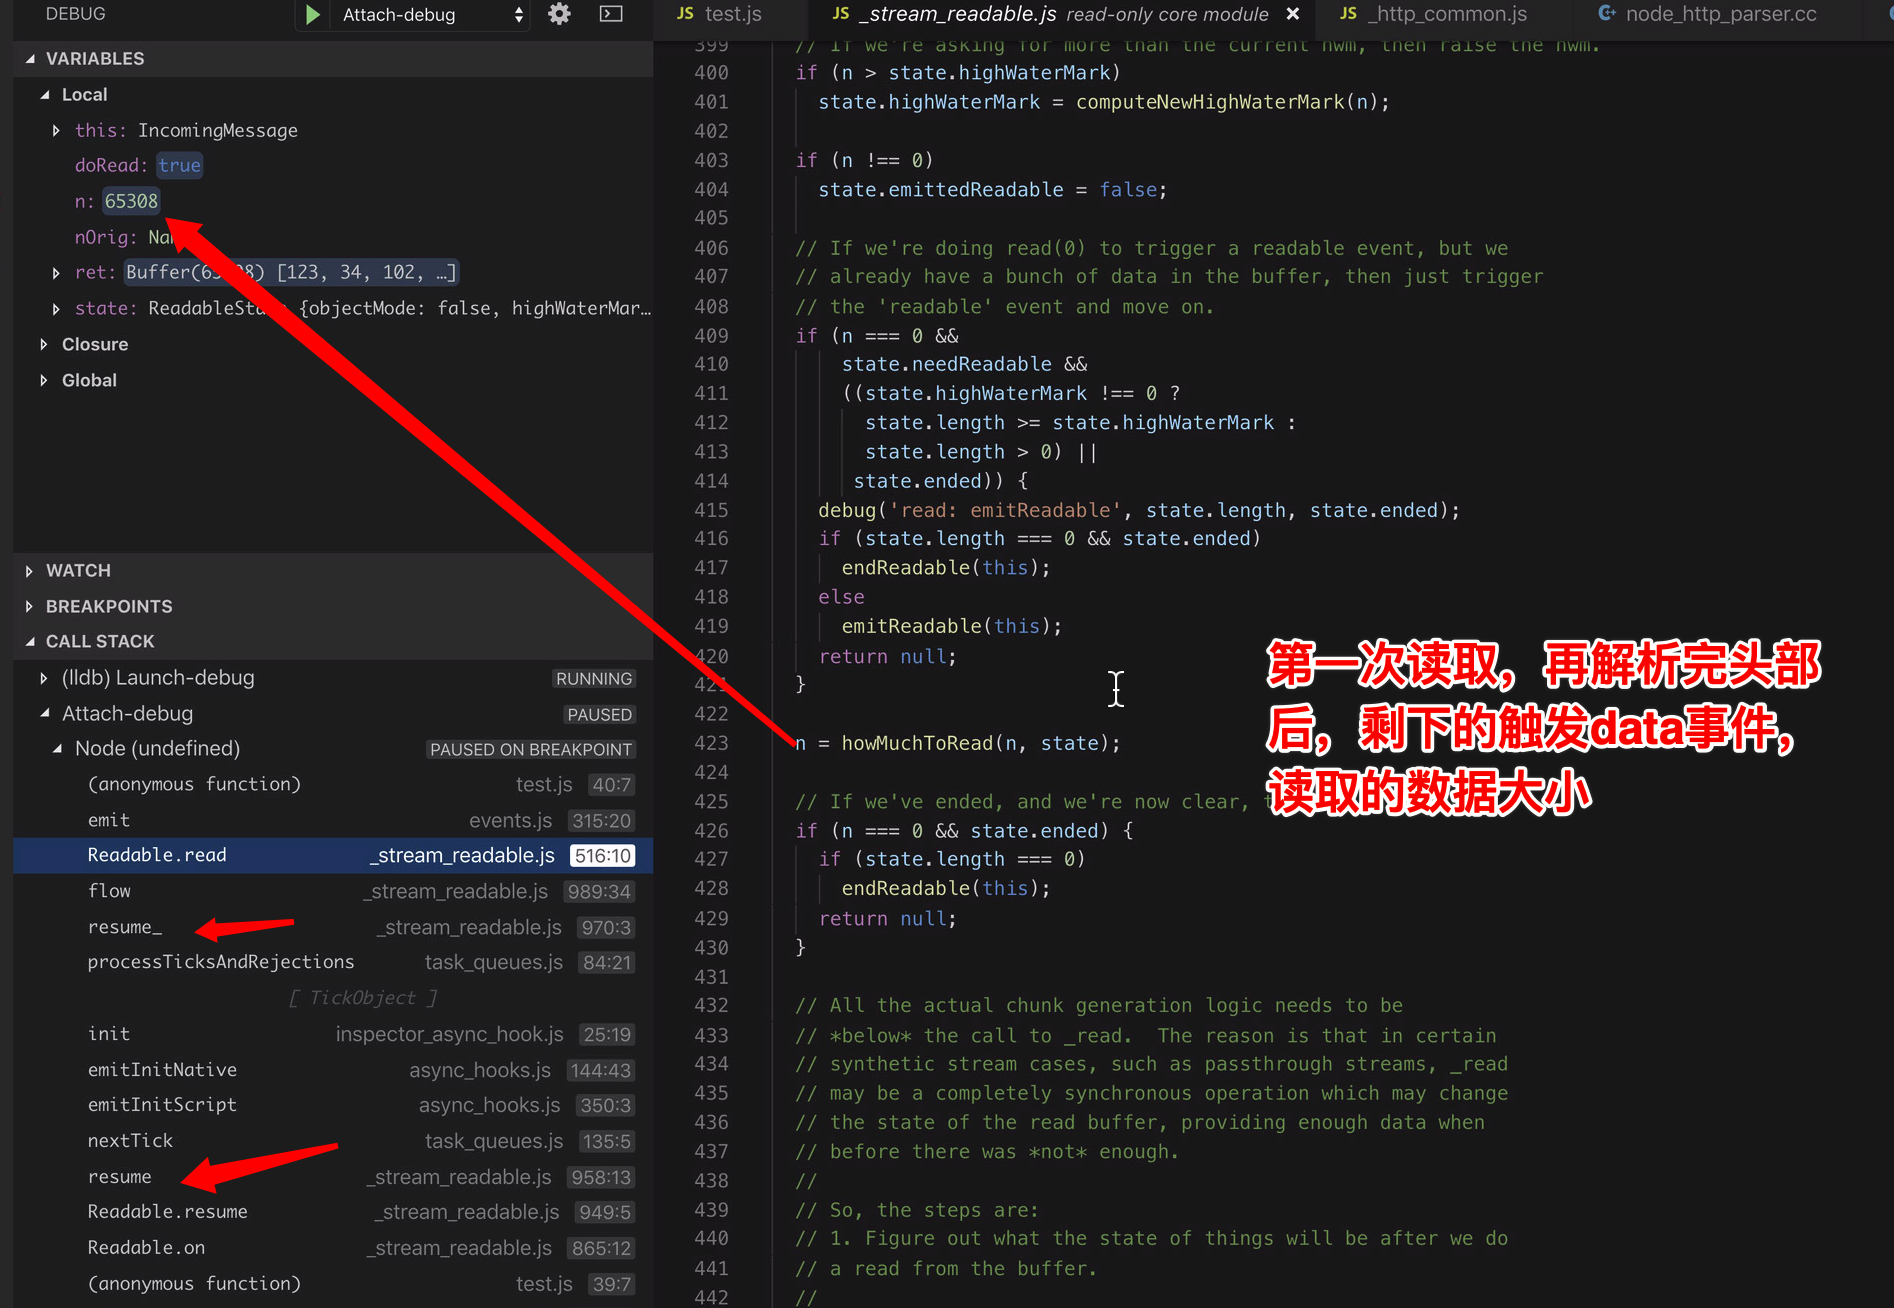 DEBUG
Attach-debug
VARIABLES
Local
this: IncomingMessage
doRead: true
n: 65308
nOrig: NaN
ret: Buffer(65308) [123, 34, 102, …]
state: ReadableState {objectMode: false, highWaterMar…
Closure
Global
WATCH
BREAKPOINTS
CALL STACK
(lldb) Launch-debug RUNNING
Attach-debug PAUSED
Node (undefined) PAUSED ON BREAKPOINT
(anonymous function) test.js 40:7
emit events.js 315:20
Readable.read _stream_readable.js 516:10
flow _stream_readable.js 989:34
resume_ _stream_readable.js 970:3
processTicksAndRejections task_queues.js 84:21
[ TickObject ]
init inspector_async_hook.js 25:19
emitInitNative async_hooks.js 144:43
emitInitScript async_hooks.js 350:3
nextTick task_queues.js 135:5
resume _stream_readable.js 958:13
Readable.resume _stream_readable.js 949:5
Readable.on _stream_readable.js 865:12
(anonymous function) test.js 39:7
JS test.js
JS _stream_readable.js read-only core module ×
JS _http_common.js
node_http_parser.cc
399 // If we're asking for more than the current hwm, then raise the hwm.
400 if (n > state.highWaterMark)
401 state.highWaterMark = computeNewHighWaterMark(n);
402
403 if (n !== 0)
404 state.emittedReadable = false;
405
406 // If we're doing read(0) to trigger a readable event, but we
407 // already have a bunch of data in the buffer, then just trigger
408 // the 'readable' event and move on.
409 if (n === 0 &&
410 state.needReadable &&
411 ((state.highWaterMark !== 0 ?
412 state.length >= state.highWaterMark :
413 state.length > 0) ||
414 state.ended)) {
415 debug('read: emitReadable', state.length, state.ended);
416 if (state.length === 0 && state.ended)
417 endReadable(this);
418 else
419 emitReadable(this);
420 return null;
421 }
422
423 n = howMuchToRead(n, state);
424
425 // If we've ended, and we're now clear, t
426 if (n === 0 && state.ended) {
427 if (state.length === 0)
428 endReadable(this);
429 return null;
430 }
431
432 // All the actual chunk generation logic needs to be
433 // *below* the call to _read.  The reason is that in certain
434 // synthetic stream cases, such as passthrough streams, _read
435 // may be a completely synchronous operation which may change
436 // the state of the read buffer, providing enough data when
437 // before there was *not* enough.
438 //
439 // So, the steps are:
440 // 1. Figure out what the state of things will be after we do
441 // a read from the buffer.
442 //
第一次读取，再解析完头部
后，剩下的触发data事件，
读取的数据大小